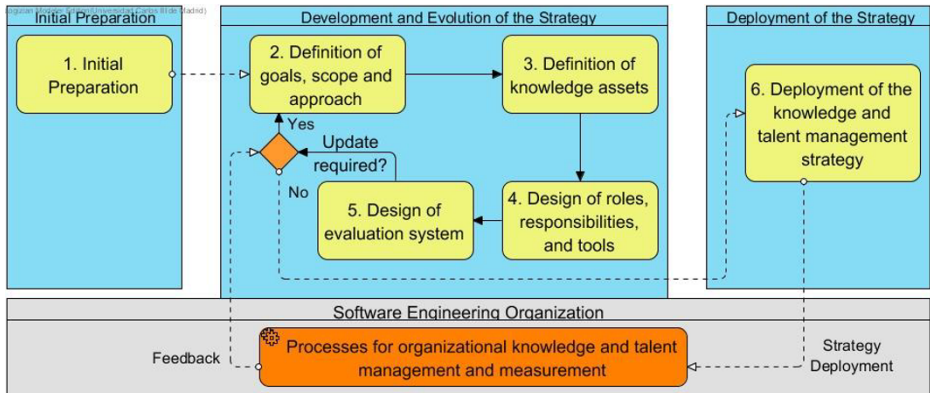 Initial Preparation
Development and Evolution of the Strategy
Deployment of the Strategy
1. Initial
Preparation
2. Definition of
goals, scope and
approach
3. Definition of
knowledge assets
6. Deployment of the
knowledge and
talent management
strategy
Yes
Update
required?
No
5. Design of
evaluation system
4. Design of roles,
responsibilities,
and tools
Software Engineering Organization
Processes for organizational knowledge and talent
management and measurement
Feedback
Strategy
Deployment